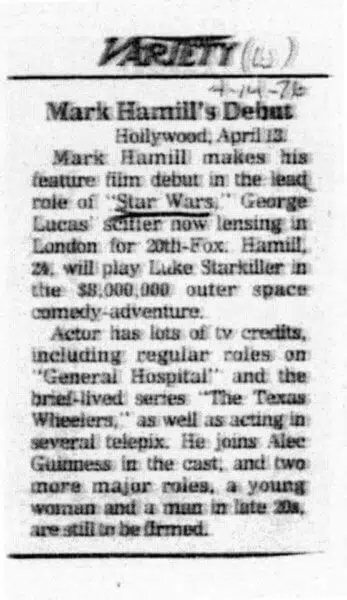 VARIETY (W)
4-14-76
Mark Hamill's Debut
Hollywood, April 13.
Mark Hamill makes his
feature film debut in the lead
role of "Star Wars," George
Lucas' scifier now lensing in
London for 20th-Fox. Hamill,
24, will play Luke Starkiller in
the $8,000,000 outer space
comedy-adventure.
Actor has lots of tv credits,
including regular roles on
"General Hospital" and the
brief-lived series "The Texas
Wheelers," as well as acting in
several telepix. He joins Alec
Guinness in the cast, and two
more major roles, a young
woman and a man in late 20s,
are still to be firmed.